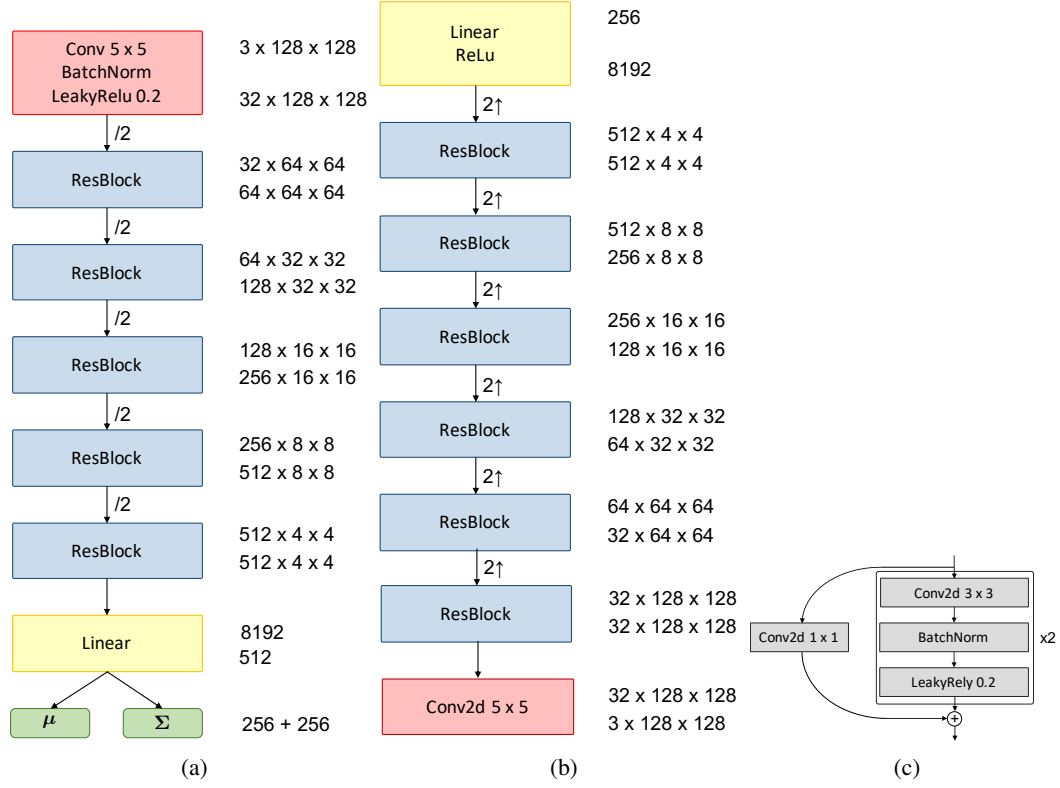 Conv 5 x 5
BatchNorm
LeakyRelu 0.2
3 x 128 x 128
32 x 128 x 128
/2
ResBlock
32 x 64 x 64
64 x 64 x 64
/2
ResBlock
64 x 32 x 32
128 x 32 x 32
/2
ResBlock
128 x 16 x 16
256 x 16 x 16
/2
ResBlock
256 x 8 x 8
512 x 8 x 8
/2
ResBlock
512 x 4 x 4
512 x 4 x 4
Linear
8192
512
μ
Σ
256 + 256
(a)
Linear
ReLu
256
8192
2↑
ResBlock
512 x 4 x 4
512 x 4 x 4
2↑
ResBlock
512 x 8 x 8
256 x 8 x 8
2↑
ResBlock
256 x 16 x 16
128 x 16 x 16
2↑
ResBlock
128 x 32 x 32
64 x 32 x 32
2↑
ResBlock
64 x 64 x 64
32 x 64 x 64
2↑
ResBlock
32 x 128 x 128
32 x 128 x 128
Conv2d 5 x 5
32 x 128 x 128
3 x 128 x 128
(b)
Conv2d 3 x 3
Conv2d 1 x 1
BatchNorm
x2
LeakyRely 0.2
+
(c)